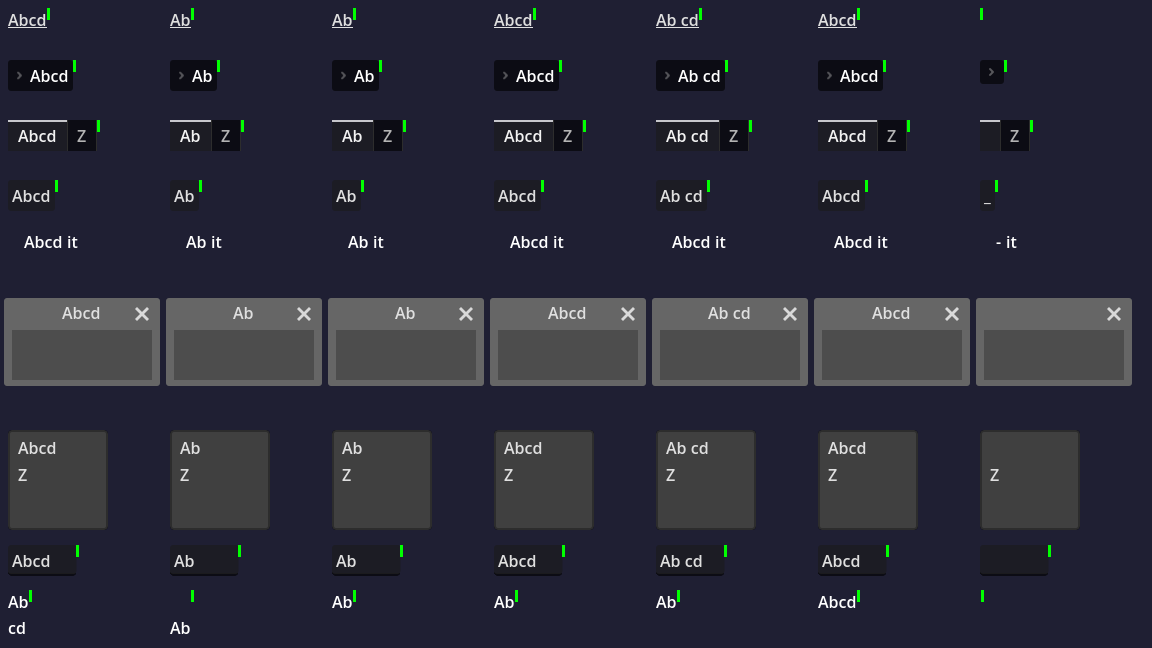 Abcd Ab Ab Abcd Ab cd Abcd
› Abcd › Ab › Ab › Abcd › Ab cd › Abcd ›
Abcd Z Ab Z Ab Z Abcd Z Ab cd Z Abcd Z Z
Abcd Ab Ab Abcd Ab cd Abcd _
Abcd it Ab it Ab it Abcd it Abcd it Abcd it - it
Abcd Ab Ab Abcd Ab cd Abcd
Abcd Ab Ab Abcd Ab cd Abcd
Z Z Z Z Z Z Z
Abcd Ab Ab Abcd Ab cd Abcd
Ab Ab Ab Ab Abcd
cd Ab